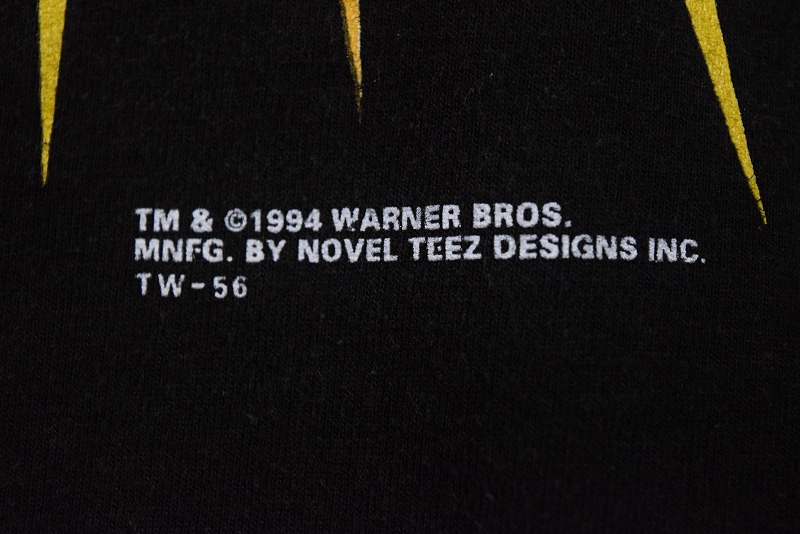 TM & ©1994 WARNER BROS.
MNFG. BY NOVEL TEEZ DESIGNS INC.
TW-56